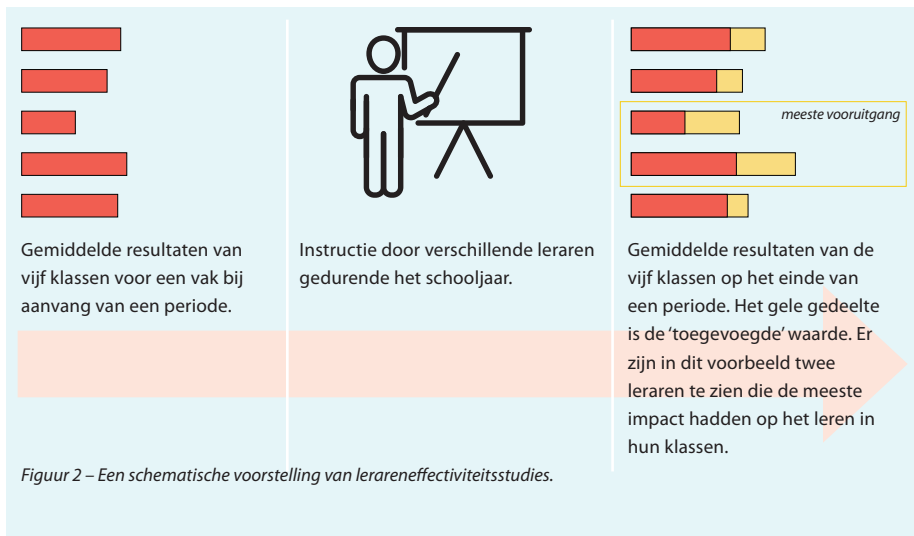 meeste vooruitgang
Gemiddelde resultaten van
vijf klassen voor een vak bij
aanvang van een periode.
Instructie door verschillende leraren
gedurende het schooljaar.
Gemiddelde resultaten van de
vijf klassen op het einde van
een periode. Het gele gedeelte
is de ‘toegevoegde’ waarde. Er
zijn in dit voorbeeld twee
leraren te zien die de meeste
impact hadden op het leren in
hun klassen.
Figuur 2 – Een schematische voorstelling van lerareneffectiviteitsstudies.